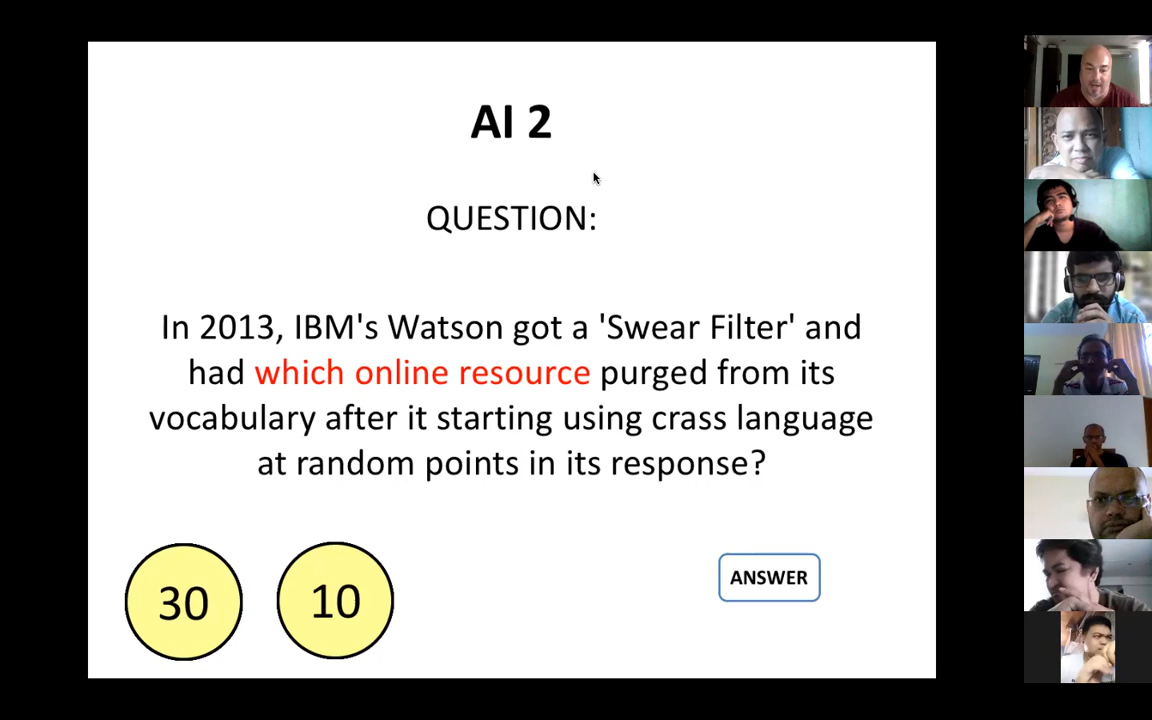 AI 2
QUESTION:
In 2013, IBM's Watson got a 'Swear Filter' and
had which online resource purged from its
vocabulary after it starting using crass language
at random points in its response?
30
10
ANSWER